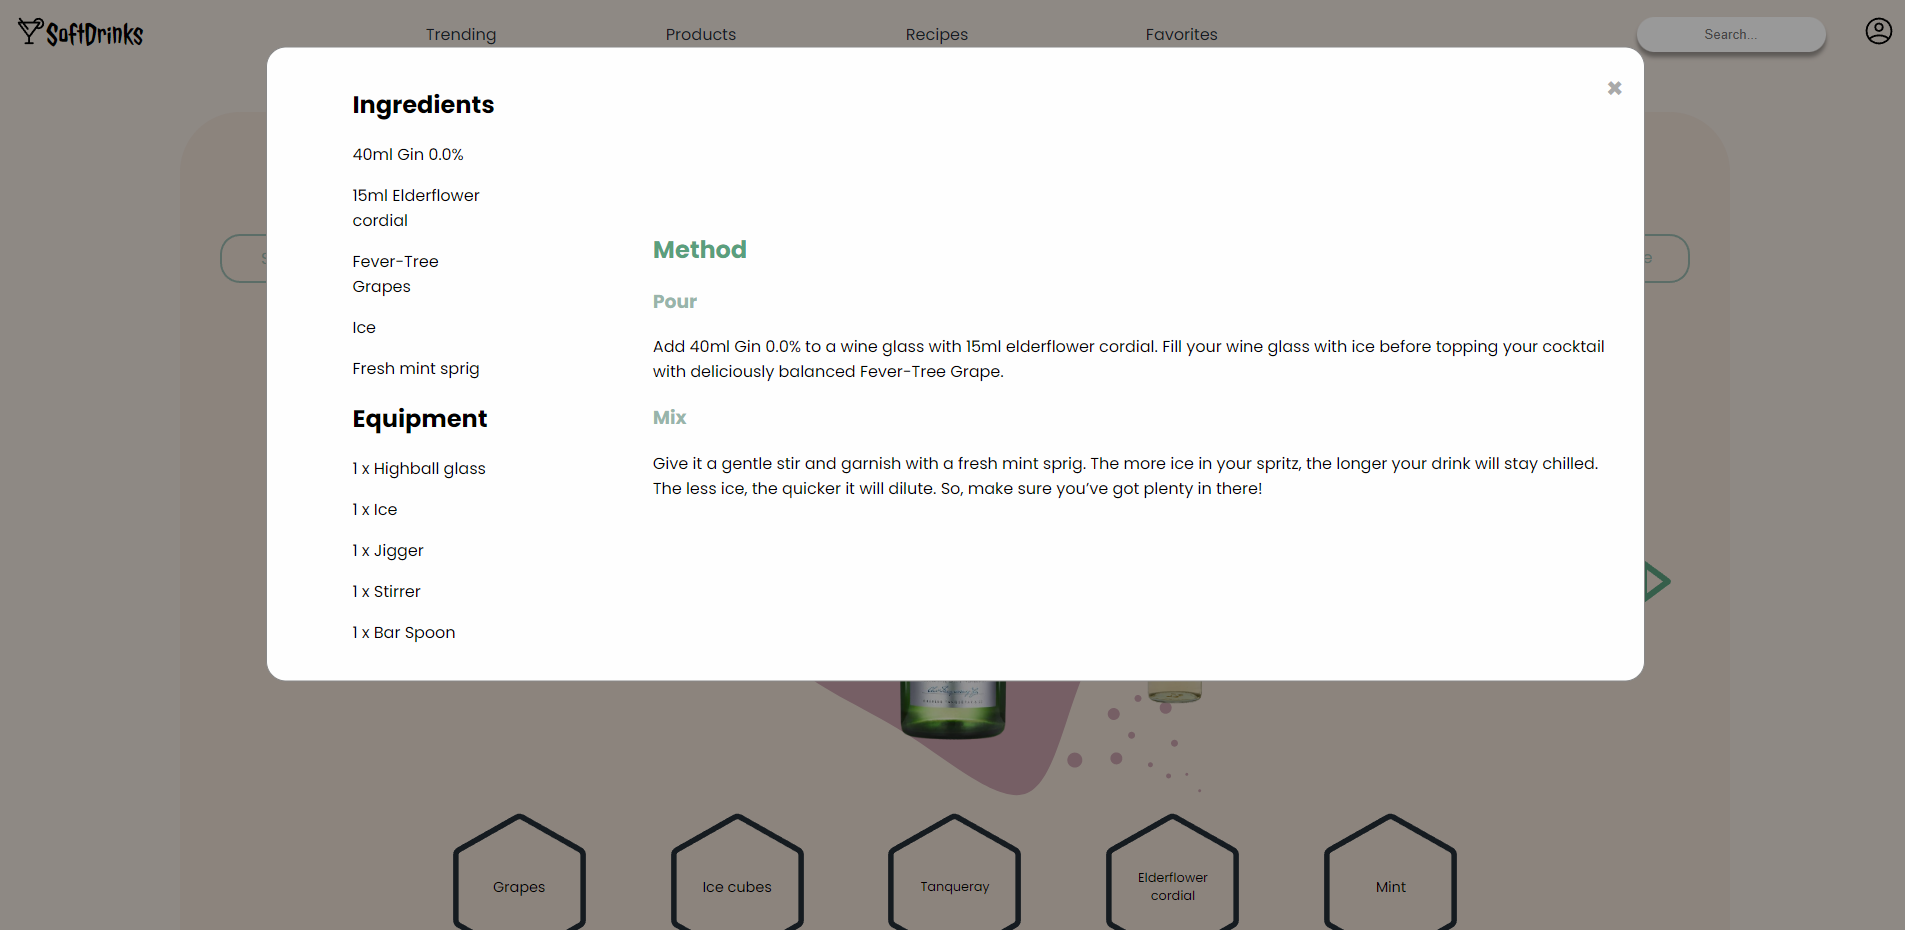 SoftDrinks
Trending
Products
Recipes
Favorites
Search...
Ingredients
40ml Gin 0.0%
15ml Elderflower
cordial
Fever-Tree
Grapes
Ice
Fresh mint sprig
Equipment
1 x Highball glass
1 x Ice
1 x Jigger
1 x Stirrer
1 x Bar Spoon
✖
Method
Pour
Add 40ml Gin 0.0% to a wine glass with 15ml elderflower cordial. Fill your wine glass with ice before topping your cocktail
with deliciously balanced Fever-Tree Grape.
Mix
Give it a gentle stir and garnish with a fresh mint sprig. The more ice in your spritz, the longer your drink will stay chilled.
The less ice, the quicker it will dilute. So, make sure you’ve got plenty in there!
Grapes
Ice cubes
Tanqueray
Elderflower
cordial
Mint